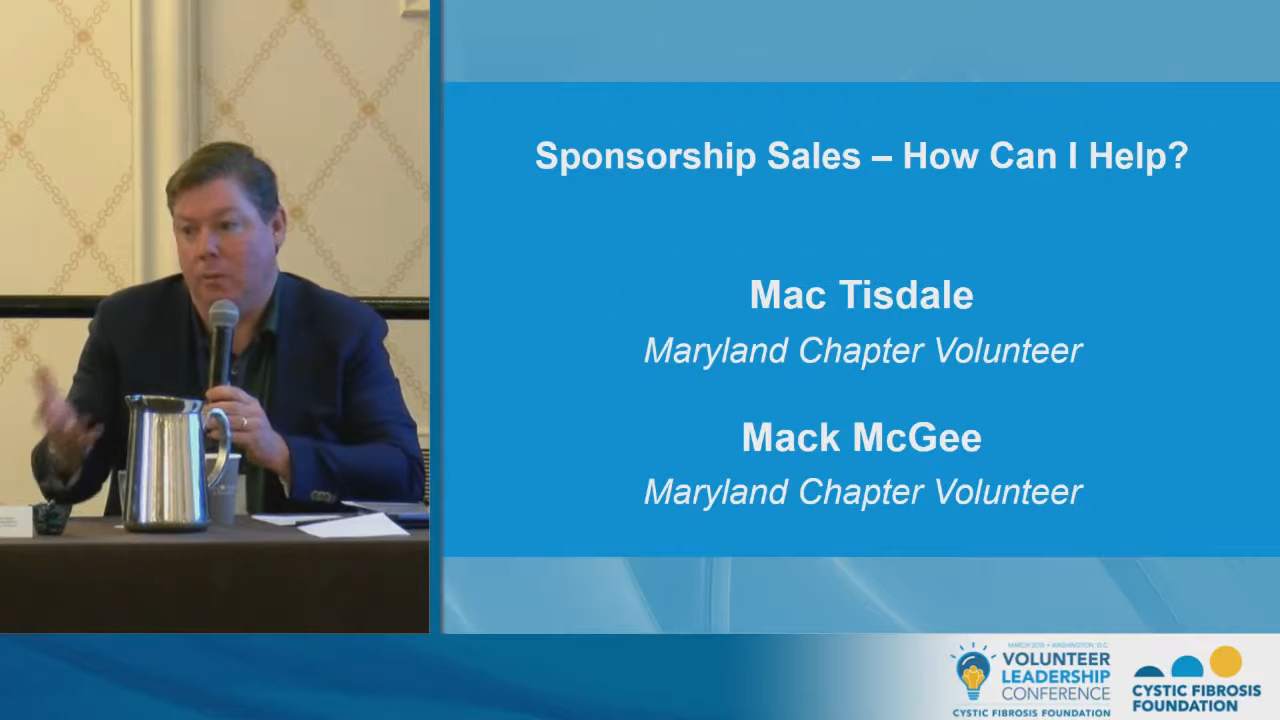 Sponsorship Sales – How Can I Help?
Mac Tisdale
Maryland Chapter Volunteer
Mack McGee
Maryland Chapter Volunteer
VOLUNTEER
LEADERSHIP
CONFERENCE
CYSTIC FIBROSIS FOUNDATION
CYSTIC FIBROSIS
FOUNDATION